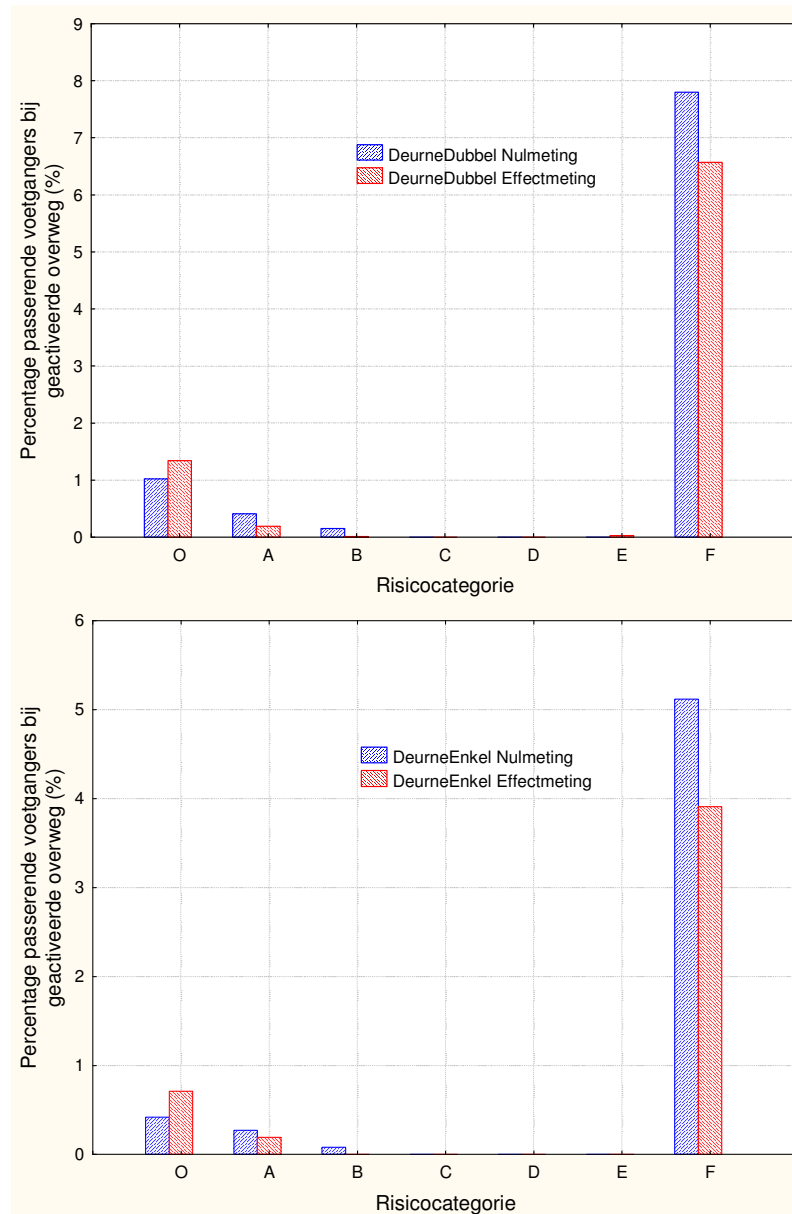 9
8
7
6
5
4
3
2
1
0
Percentage passerende voetgangers bij
geactiveerde overweg (%)
DeurneDubbel Nulmeting
DeurneDubbel Effectmeting
O A B C D E F
Risicocategorie
6
5
4
3
2
1
0
Percentage passerende voetgangers bij
geactiveerde overweg (%)
DeurneEnkel Nulmeting
DeurneEnkel Effectmeting
O A B C D E F
Risicocategorie